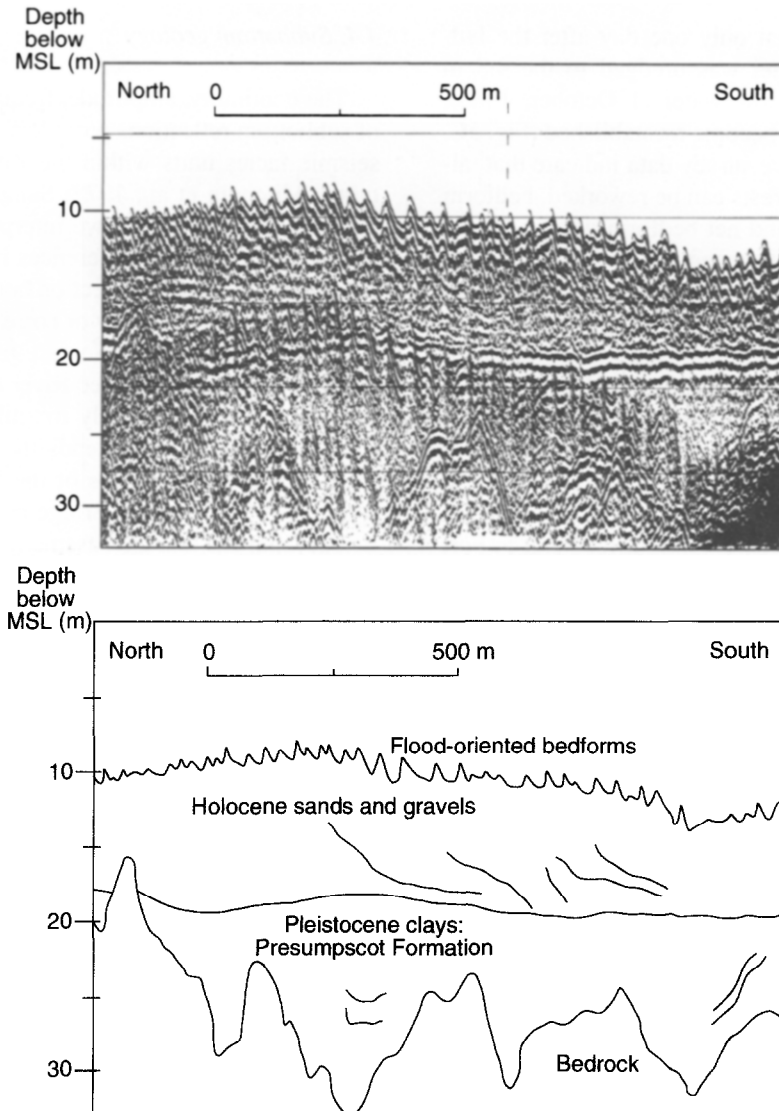 Depth
below
MSL (m)
North 0 500 m South
10
20
30
Depth
below
MSL (m)
North 0 500 m South
Flood-oriented bedforms
10
Holocene sands and gravels
20
Pleistocene clays:
Presumpscot Formation
Bedrock
30